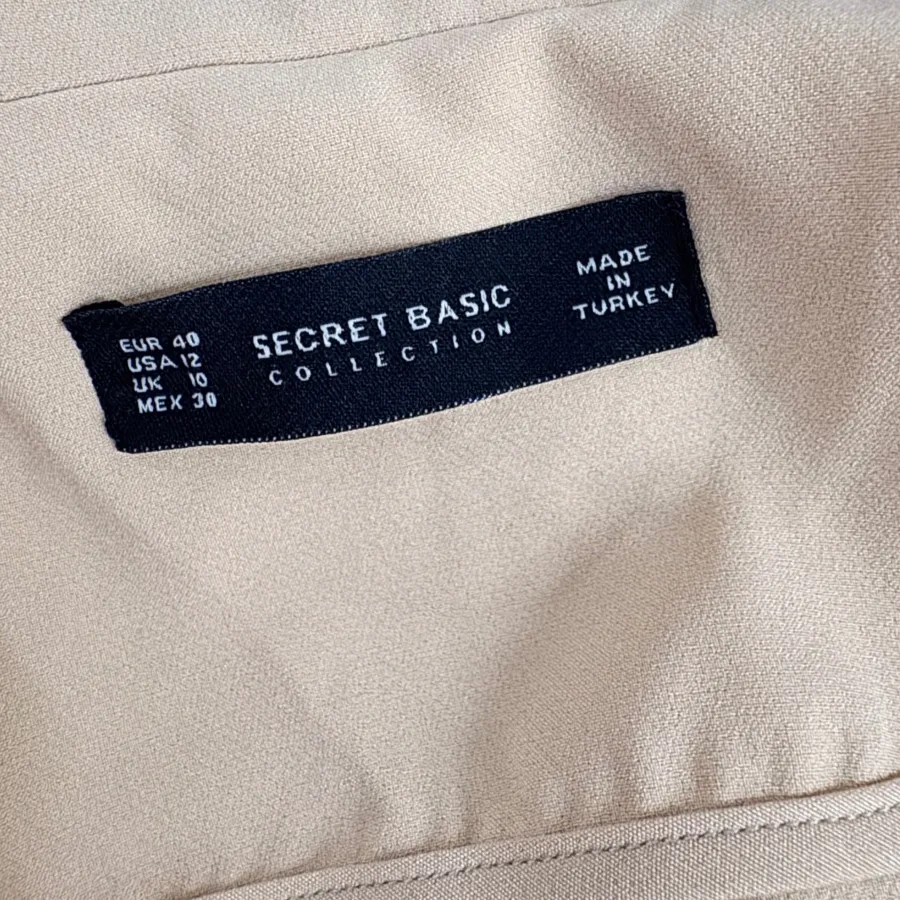 EUR 40
USA 12
UK 10
MEX 30
SECRET BASIC
COLLECTION
MADE
IN
TURKEY